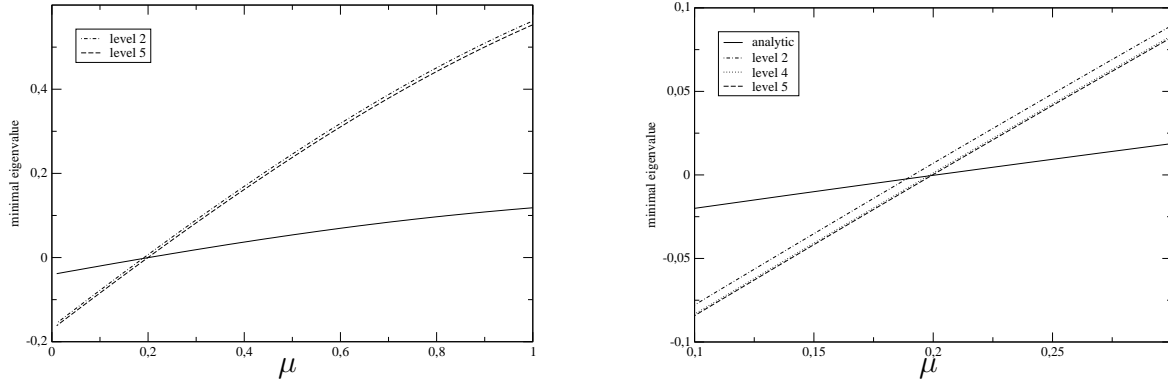 level 2
level 5
0,4
0,2
0
-0,2
minimal eigenvalue
0 0,2 0,4 0,6 0,8 1
μ
0,1
0,05
0
-0,05
-0,1
minimal eigenvalue
analytic
level 2
level 4
level 5
0,1 0,15 0,2 0,25
μ